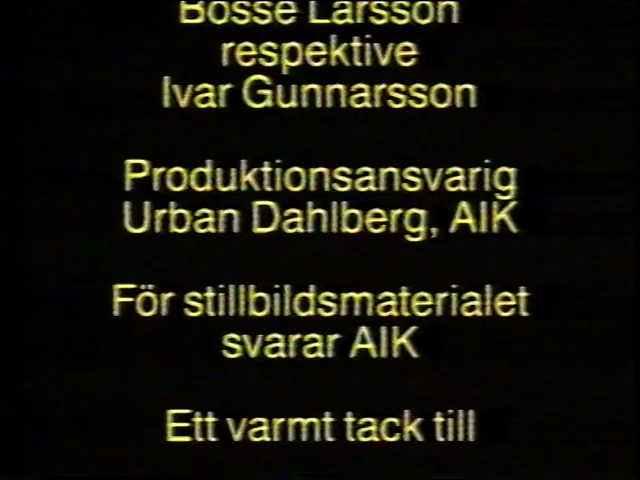 Bosse Larsson
respektive
Ivar Gunnarsson
Produktionsansvarig
Urban Dahlberg, AIK
För stillbildsmaterialet
svarar AIK
Ett varmt tack till